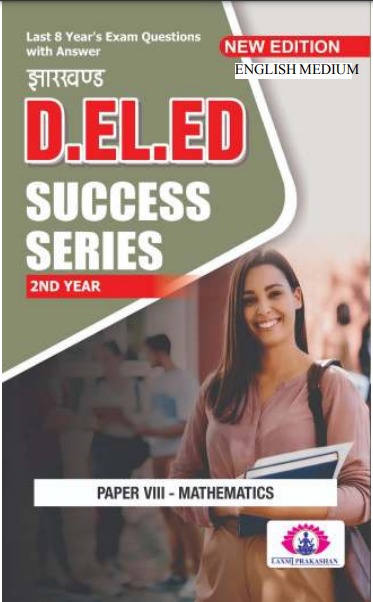 Last 8 Year's Exam Questions
with Answer
NEW EDITION
ENGLISH MEDIUM
झारखण्ड
D.EL.ED
SUCCESS
SERIES
2ND YEAR
PAPER VIII - MATHEMATICS
LAXMI PRAKASHAN